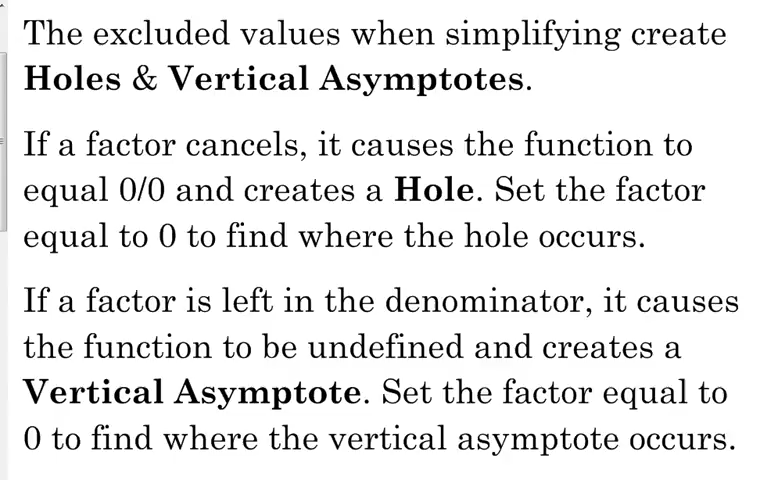 The excluded values when simplifying create
Holes & Vertical Asymptotes.
If a factor cancels, it causes the function to
equal 0/0 and creates a Hole. Set the factor
equal to 0 to find where the hole occurs.
If a factor is left in the denominator, it causes
the function to be undefined and creates a
Vertical Asymptote. Set the factor equal to
0 to find where the vertical asymptote occurs.